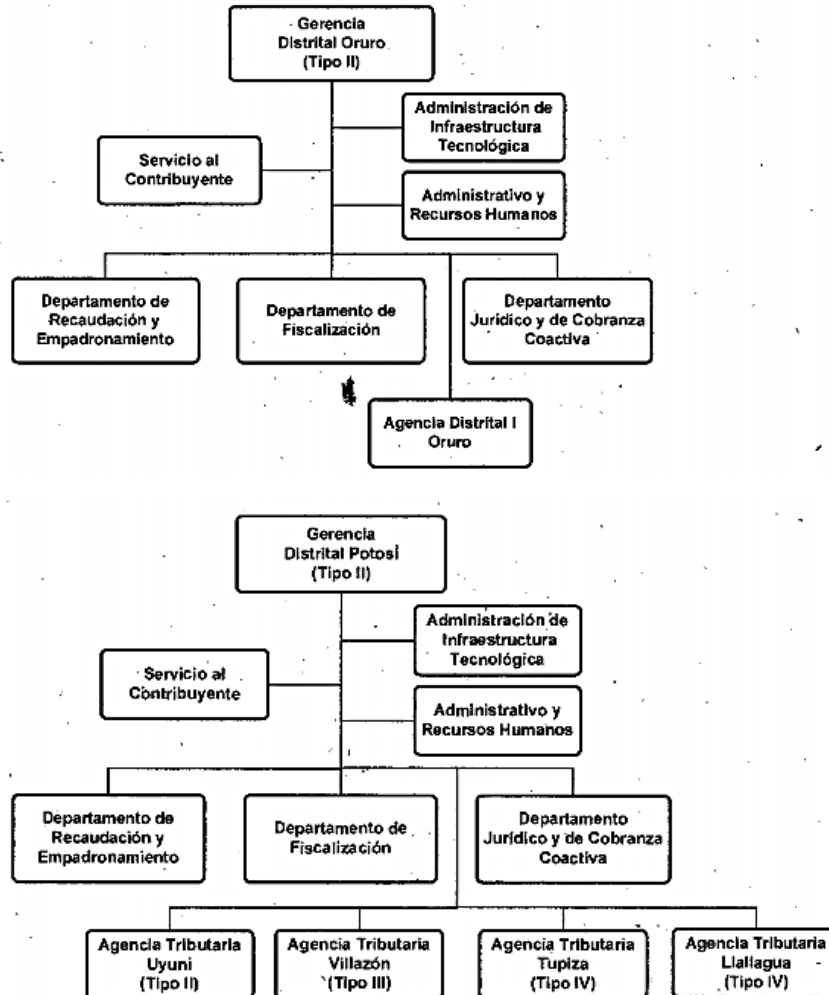 Gerencia
Distrital Oruro
(Tipo II)
Administración de
Infraestructura
Tecnológica
Servicio al
Contribuyente
Administrativo y
Recursos Humanos
Departamento de
Recaudación y
Empadronamiento
Departamento de
Fiscalización
Departamento
Jurídico y de Cobranza
Coactiva
Agencia Distrital I
Oruro
Gerencia
Distrital Potosí
(Tipo II)
Administración de
Infraestructura
Tecnológica
Servicio al
Contribuyente
Administrativo y
Recursos Humanos
Departamento de
Recaudación y
Empadronamiento
Departamento de
Fiscalización
Departamento
Jurídico y de Cobranza
Coactiva
Agencia Tributaria
Uyuni
(Tipo II)
Agencia Tributaria
Villazón
(Tipo III)
Agencia Tributaria
Tupiza
(Tipo IV)
Agencia Tributaria
Llallagua
(Tipo IV)